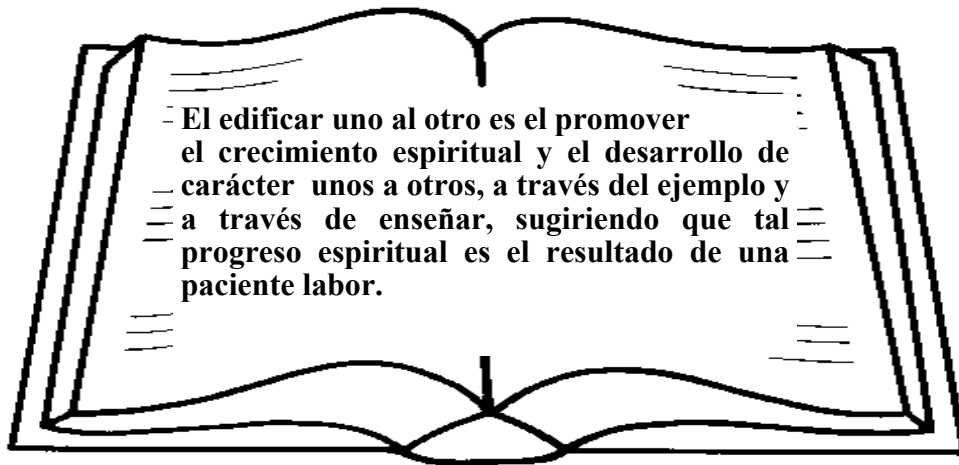 El edificar uno al otro es el promover
el crecimiento espiritual y el desarrollo de
carácter unos a otros, a través del ejemplo y
a través de enseñar, sugiriendo que tal
progreso espiritual es el resultado de una
paciente labor.